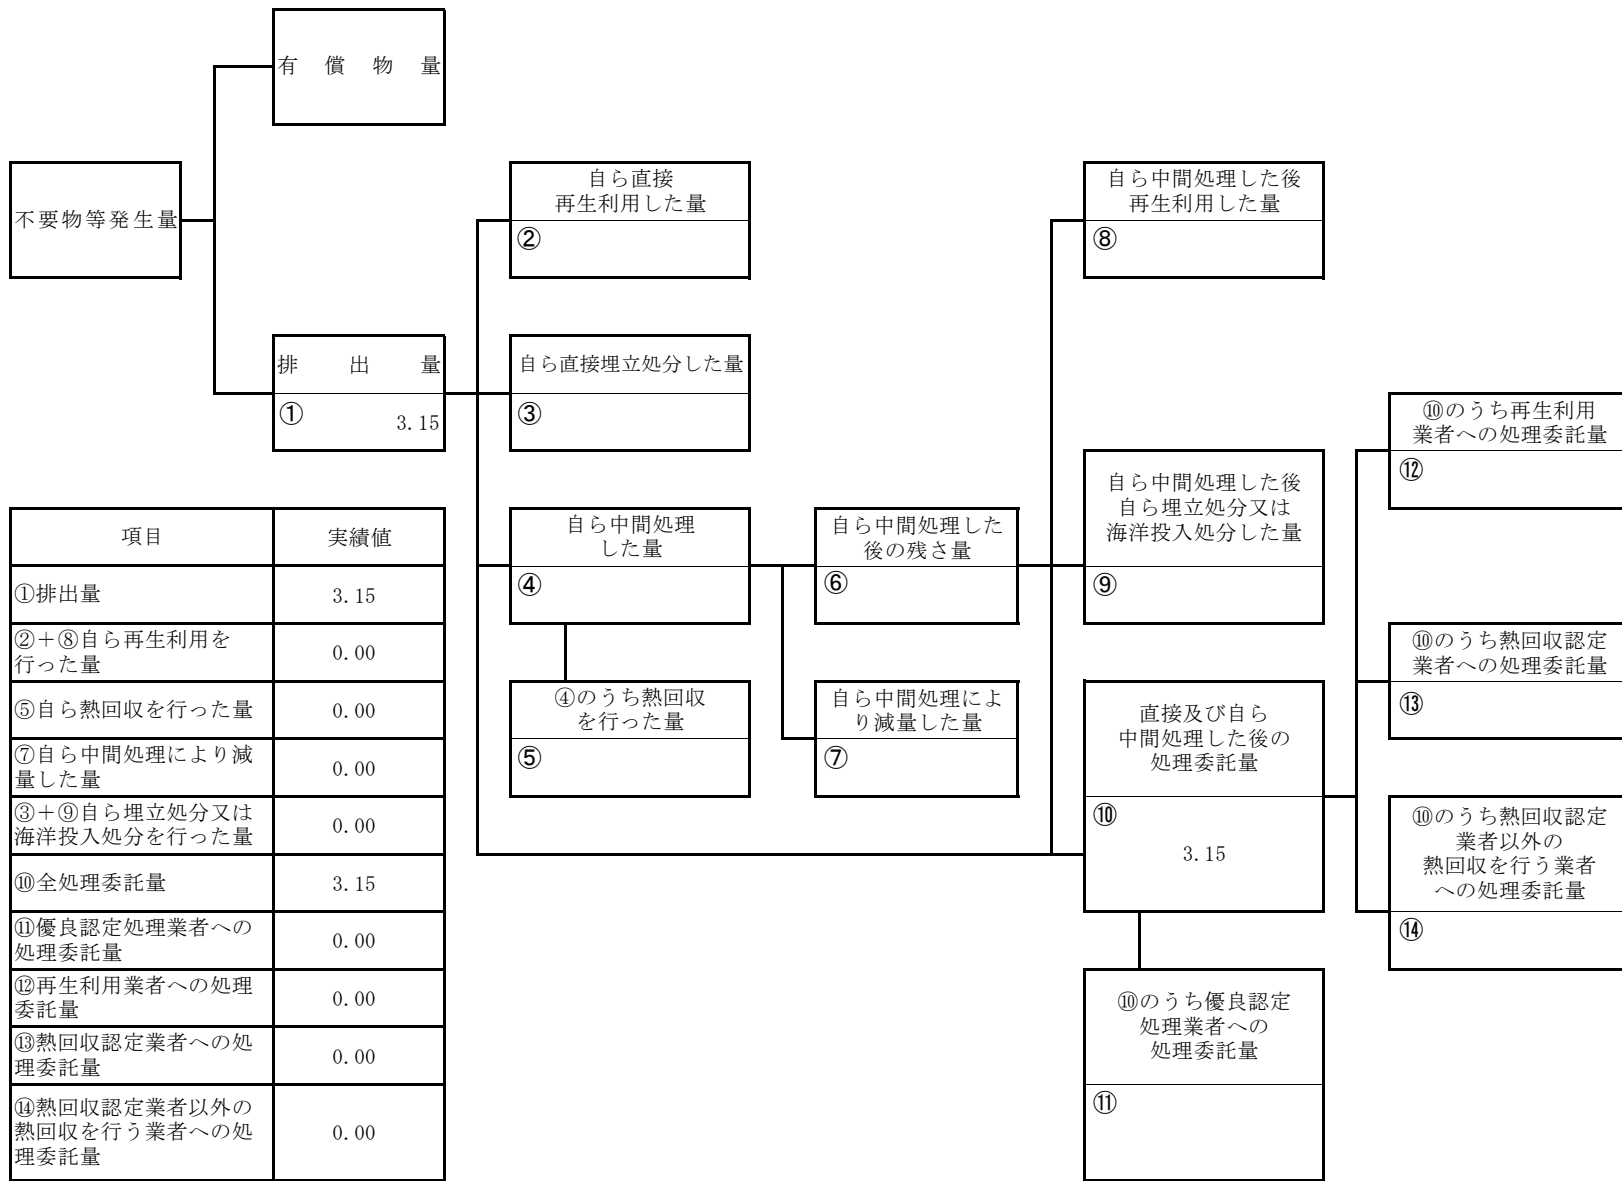 有償物量
不要物等発生量
自ら直接
再生利用した量
②
自ら中間処理した後
再生利用した量
⑧
排出量
① 3.15
自ら直接埋立処分した量
③
⑩のうち再生利用
業者への処理委託量
⑫
自ら中間処理
した量
④
自ら中間処理した
後の残さ量
⑥
自ら中間処理した後
自ら埋立処分又は
海洋投入処分した量
⑨
⑩のうち熱回収認定
業者への処理委託量
⑬
④のうち熱回収
を行った量
⑤
自ら中間処理によ
り減量した量
⑦
直接及び自ら
中間処理した後の
処理委託量
⑩
3.15
⑩のうち熱回収認定
業者以外の
熱回収を行う業者
への処理委託量
⑭
⑩のうち優良認定
処理業者への
処理委託量
⑪
項目 実績値
①排出量 3.15
②＋⑧自ら再生利用を
行った量 0.00
⑤自ら熱回収を行った量 0.00
⑦自ら中間処理により減
量した量 0.00
③＋⑨自ら埋立処分又は
海洋投入処分を行った量 0.00
⑩全処理委託量 3.15
⑪優良認定処理業者への
処理委託量 0.00
⑫再生利用業者への処理
委託量 0.00
⑬熱回収認定業者への処
理委託量 0.00
⑭熱回収認定業者以外の
熱回収を行う業者への処
理委託量 0.00